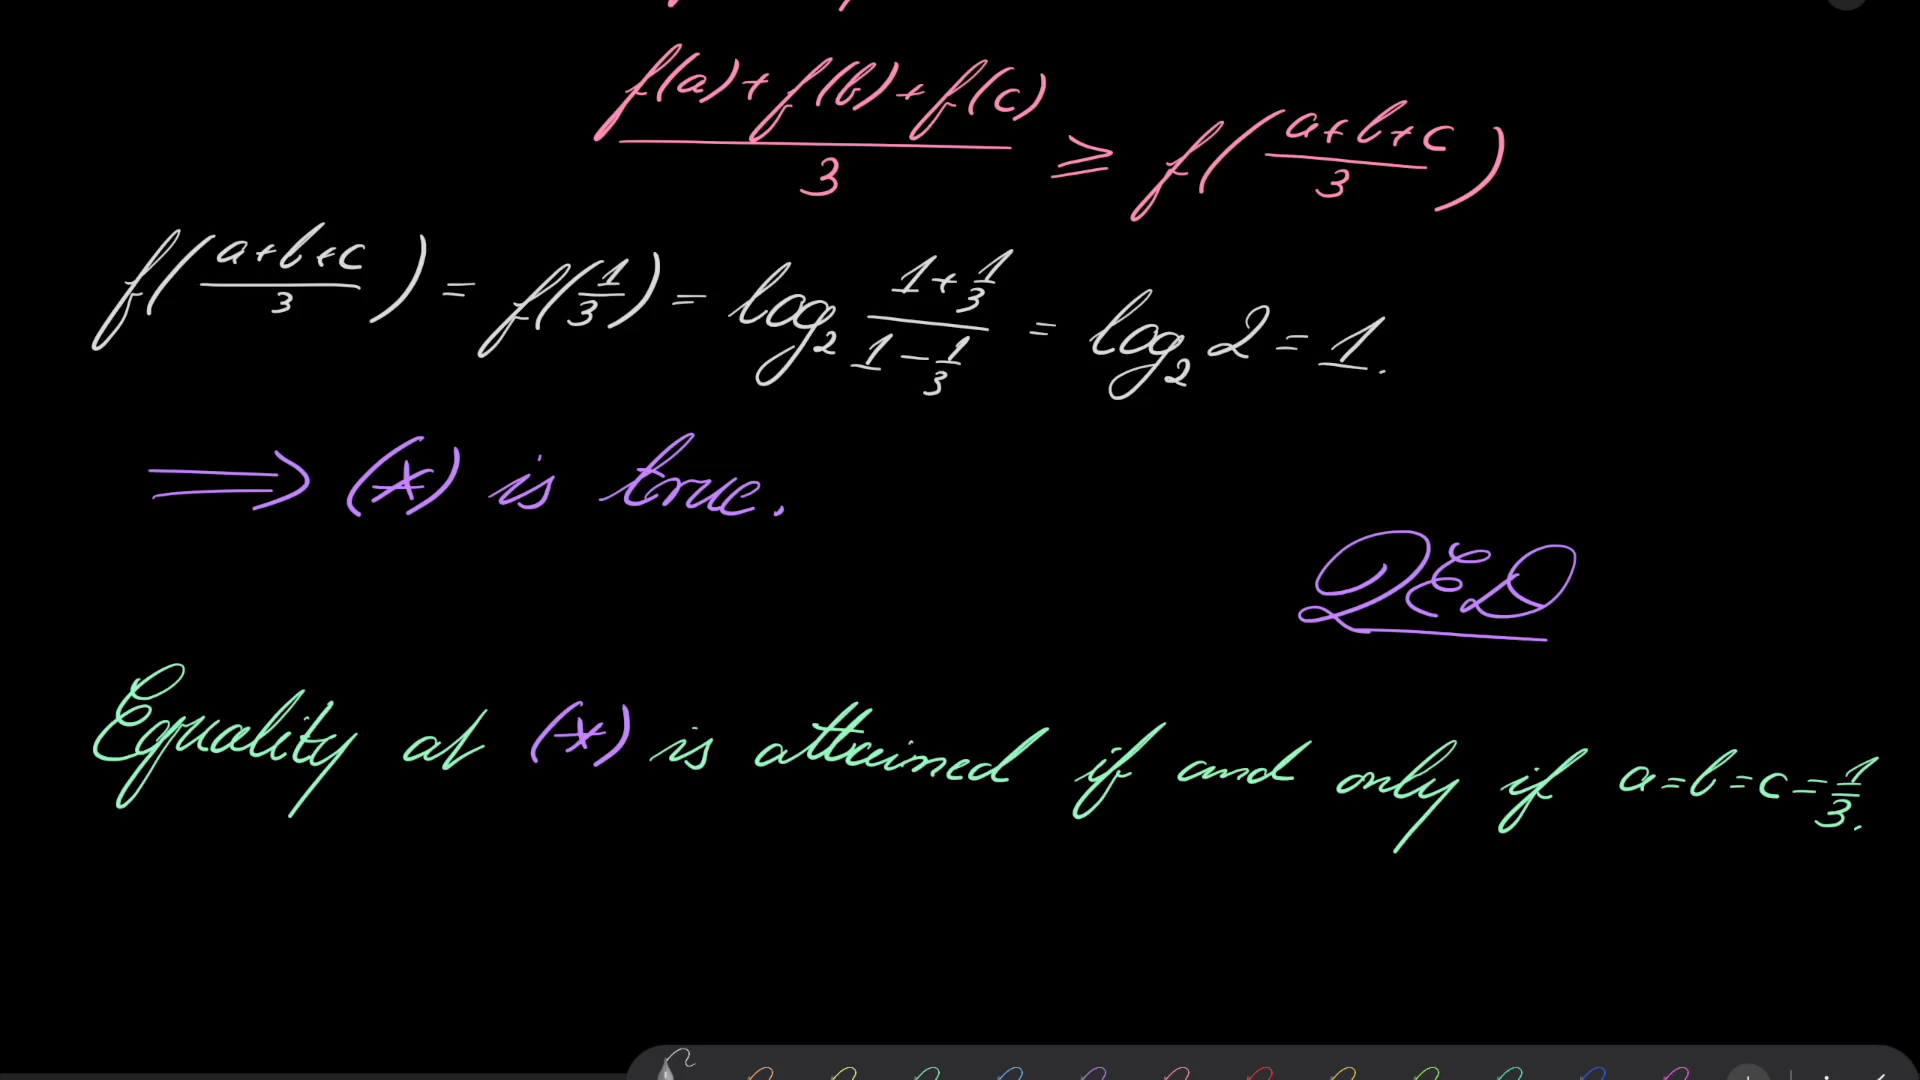 (f(a)+f(b)+f(c))/3 ≥ f((a+b+c)/3)
f((a+b+c)/3) = f(1/3) = log₂ (1+1/3)/(1-1/3) = log₂ 2 = 1.
⟹ (*) is true.
QED
Equality at (*) is attained if and only if a=b=c=1/3.